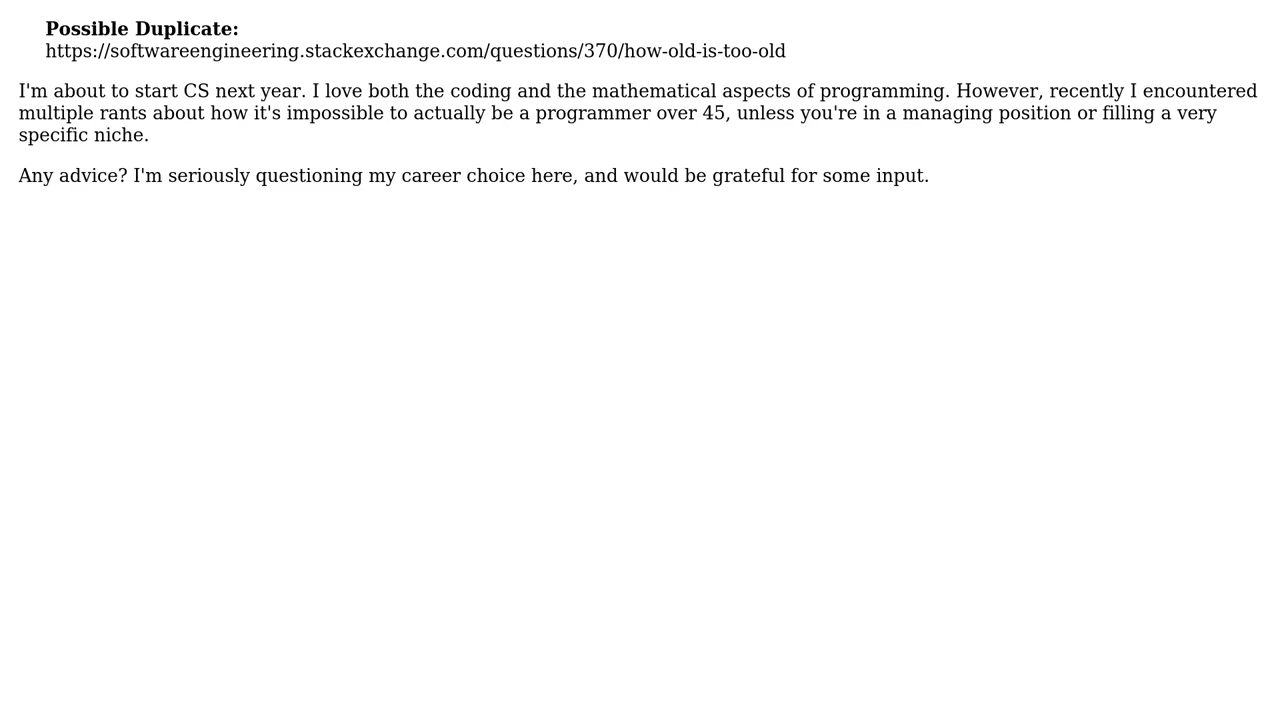 Possible Duplicate:
https://softwareengineering.stackexchange.com/questions/370/how-old-is-too-old
I'm about to start CS next year. I love both the coding and the mathematical aspects of programming. However, recently I encountered
multiple rants about how it's impossible to actually be a programmer over 45, unless you're in a managing position or filling a very
specific niche.
Any advice? I'm seriously questioning my career choice here, and would be grateful for some input.